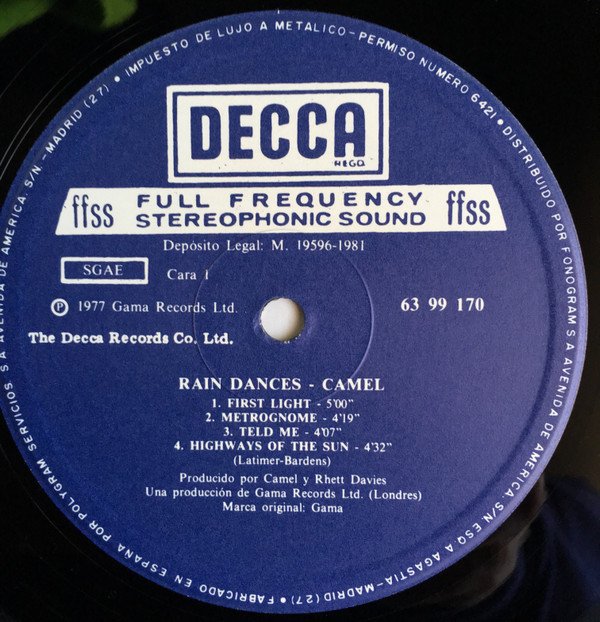 DECCA
REGD.
ffss FULL FREQUENCY STEREOPHONIC SOUND ffss
Depósito Legal: M. 19596-1981
SGAE
Cara 1
℗ 1977 Gama Records Ltd.
63 99 170
The Decca Records Co. Ltd.
RAIN DANCES - CAMEL
1. FIRST LIGHT - 5'00"
2. METROGNOME - 4'19"
3. TELD ME - 4'07"
4. HIGHWAYS OF THE SUN - 4'32"
(Latimer-Bardens)
Producido por Camel y Rhett Davies
Una producción de Gama Records Ltd. (Londres)
Marca original: Gama
• IMPUESTO DE LUJO A METALICO - PERMISO NUMERO 6421 • DISTRIBUIDO POR FONOGRAM S A AVENIDA DE AMERICA, S/N ESQ A AGASTIA - MADRID (27) • FABRICADO EN ESPAÑA POR POLYGRAM SERVICIOS, S A AVENIDA DE AMERICA, S/N. - MADRID (27)